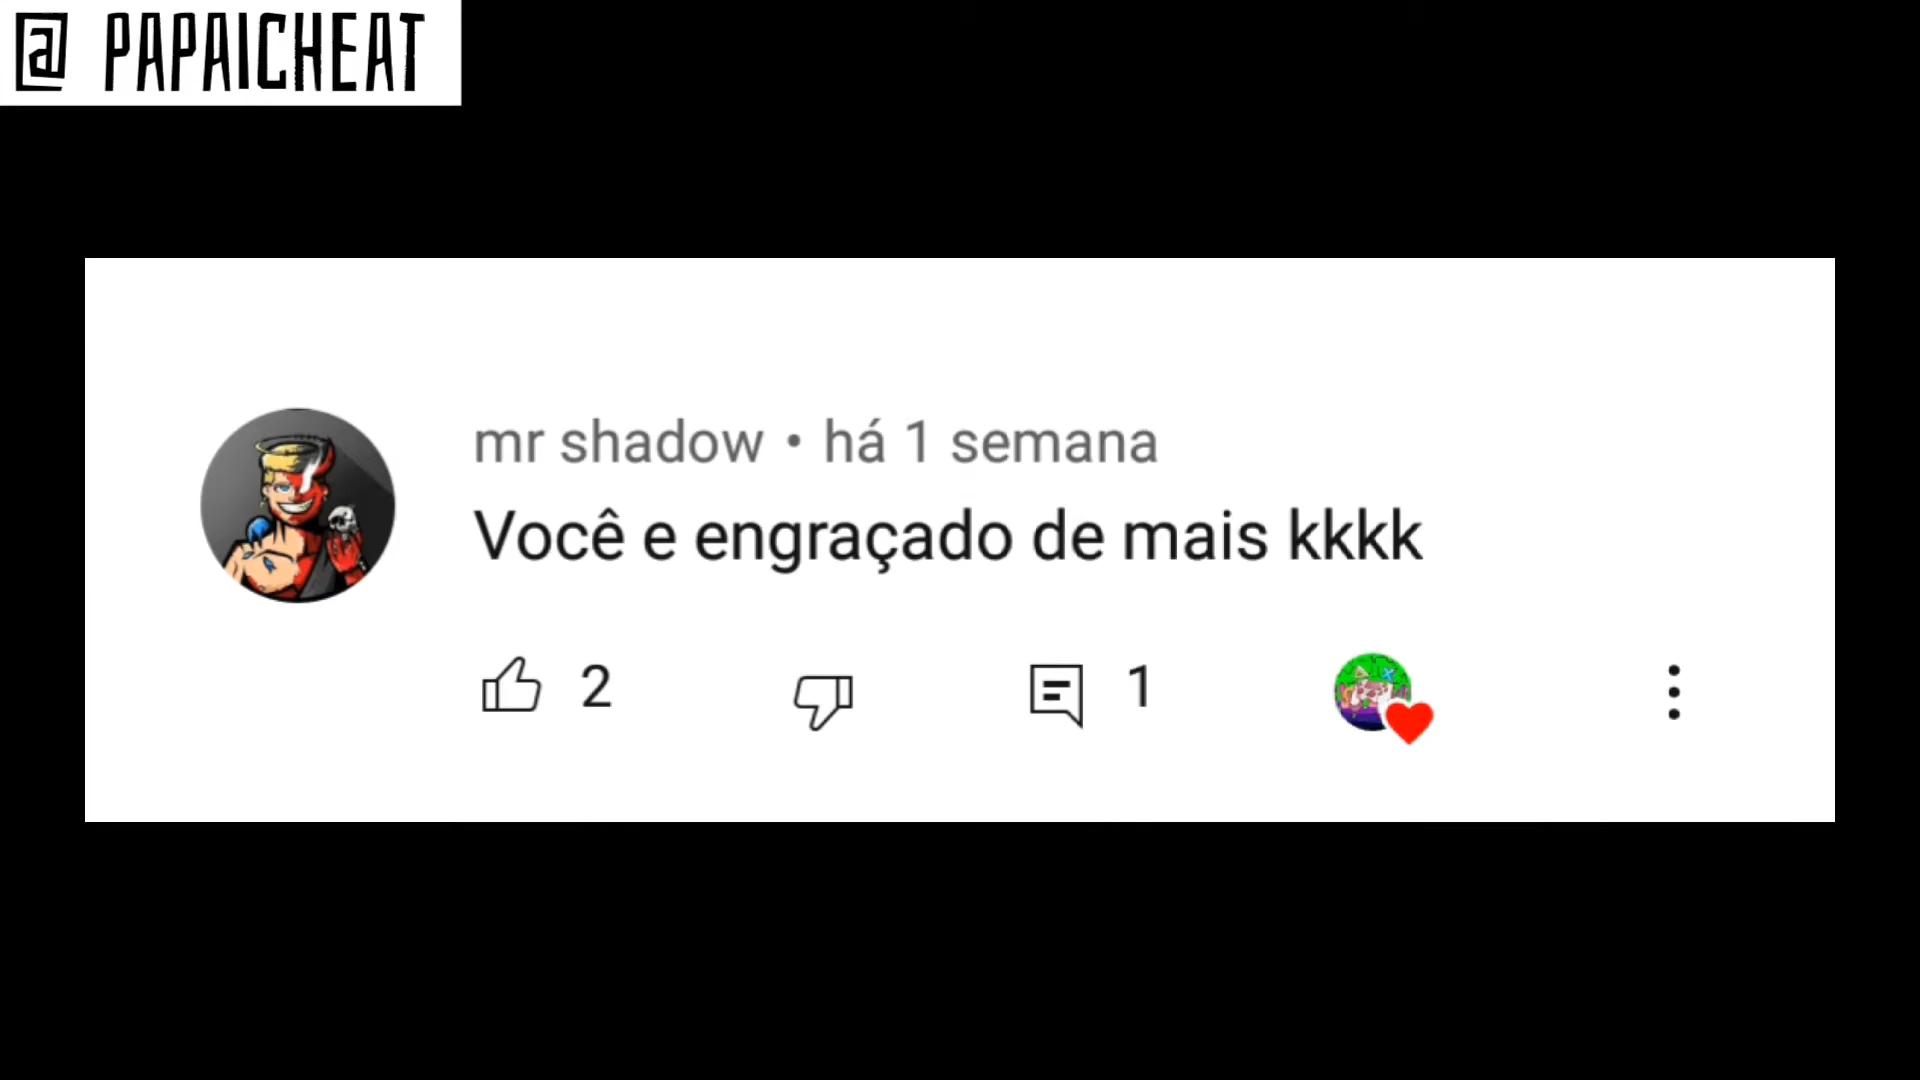 @ PAPAICHEAT
mr shadow • há 1 semana
Você e engraçado de mais kkkk
2 1